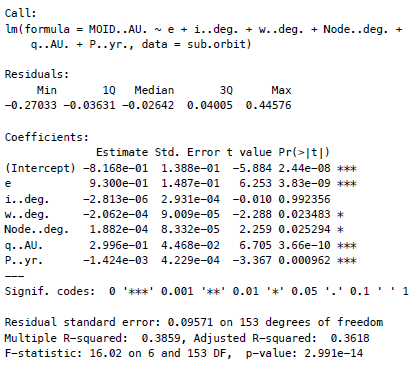 Call:
lm(formula = MOID..AU. ~ e + i..deg. + w..deg. + Node..deg. +
    q..AU. + P..yr., data = sub.orbit)

Residuals:
     Min       1Q   Median       3Q      Max
-0.27033 -0.03631 -0.02642  0.04005  0.44576

Coefficients:
              Estimate Std. Error t value Pr(>|t|)
(Intercept) -8.168e-01  1.388e-01  -5.884 2.44e-08 ***
e            9.300e-01  1.487e-01   6.253 3.83e-09 ***
i..deg.     -2.813e-06  2.931e-04  -0.010 0.992356
w..deg.     -2.062e-04  9.009e-05  -2.288 0.023483 *
Node..deg.   1.882e-04  8.332e-05   2.259 0.025294 *
q..AU.       2.996e-01  4.468e-02   6.705 3.66e-10 ***
P..yr.      -1.424e-03  4.229e-04  -3.367 0.000962 ***
---
Signif. codes:  0 '***' 0.001 '**' 0.01 '*' 0.05 '.' 0.1 ' ' 1

Residual standard error: 0.09571 on 153 degrees of freedom
Multiple R-squared:  0.3859, Adjusted R-squared:  0.3618
F-statistic: 16.02 on 6 and 153 DF,  p-value: 2.991e-14